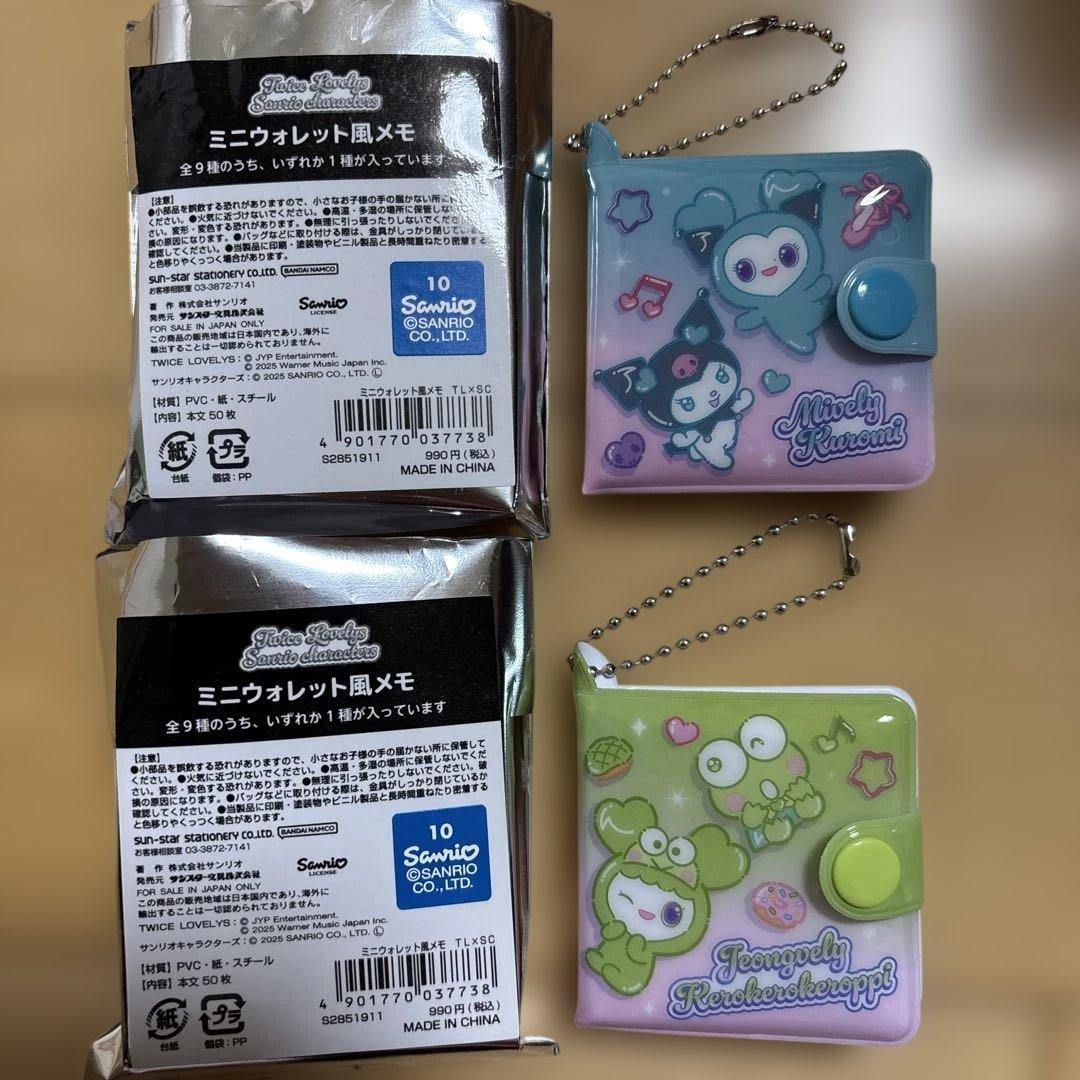 Twice Lovelys
Sanrio characters
ミニウォレット風メモ
全9種のうち、いずれか1種が入っています
【注意】
●小部品を誤飲する恐れがありますので、小さなお子様の手の届かない所に
ください。●火気に近づけないでください。●高温・多湿の場所に保管しない
さい。変形・変色する恐れがあります。●無理に引っ張ったりしないでくださ
損の原因になります。●バッグなどに取り付ける際は、金具がしっかり閉じ
確認してください。●当製品に印刷・塗装物やビニル製品と長時間重ねたり密着する
と色移りやくっつく場合があります。
sun-star stationery co.,ltd. BANDAI NAMCO
お客様相談室 03-3872-7141
著 作 株式会社サンリオ
発売元 サンスター文具株式会社
FOR SALE IN JAPAN ONLY
この商品の販売地域は日本国内であり、海外に
輸出することは一切認められておりません。
Sanrio
LICENSE
10
Sanrio
©SANRIO
CO., LTD.
TWICE LOVELYS : © JYP Entertainment.
© 2025 Warner Music Japan Inc.
サンリオキャラクターズ : © 2025 SANRIO CO., LTD. Ⓛ
【材質】PVC・紙・スチール
【内容】本文50枚
ミニウォレット風メモ TL×SC
4 901770 037738
S2851911 990円(税込)
MADE IN CHINA
紙
台紙
プラ
個袋:PP
Mively
Kuromi
Twice Lovelys
Sanrio characters
ミニウォレット風メモ
全9種のうち、いずれか1種が入っています
【注意】
●小部品を誤飲する恐れがありますので、小さなお子様の手の届かない所に保管して
ください。●火気に近づけないでください。●高温・多湿の場所に保管しないでくだ
さい。変形・変色する恐れがあります。●無理に引っ張ったりしないでください。破
損の原因になります。●バッグなどに取り付ける際は、金具がしっかり閉じているか
確認してください。●当製品に印刷・塗装物やビニル製品と長時間重ねたり密着する
と色移りやくっつく場合があります。
sun-star stationery co.,ltd. BANDAI NAMCO
お客様相談室 03-3872-7141
著 作 株式会社サンリオ
発売元 サンスター文具株式会社
FOR SALE IN JAPAN ONLY
この商品の販売地域は日本国内であり、海外に
輸出することは一切認められておりません。
Sanrio
LICENSE
10
Sanrio
©SANRIO
CO., LTD.
TWICE LOVELYS : © JYP Entertainment.
© 2025 Warner Music Japan Inc.
サンリオキャラクターズ : © 2025 SANRIO CO., LTD. Ⓛ
【材質】PVC・紙・スチール
【内容】本文50枚
ミニウォレット風メモ TL×SC
4 901770 037738
S2851911 990円(税込)
MADE IN CHINA
紙
台紙
プラ
個袋:PP
Jeongvely
Kerokerokeroppi